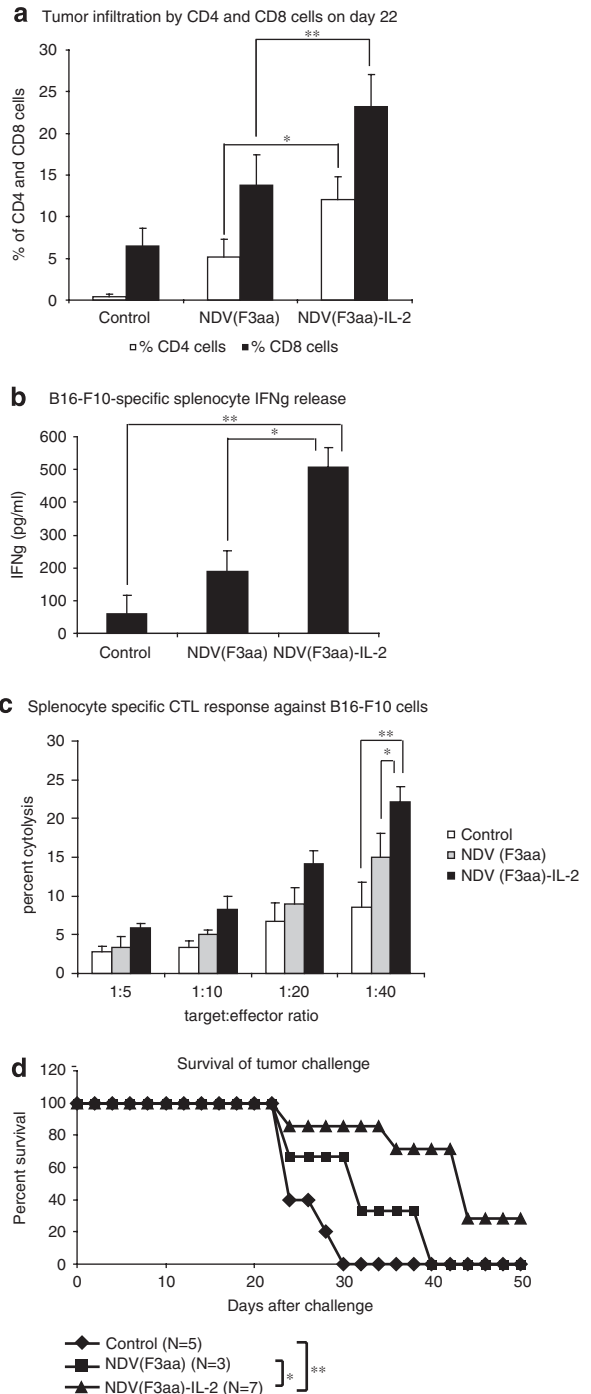 a Tumor infiltration by CD4 and CD8 cells on day 22
% of CD4 and CD8 cells
30
25
20
15
10
5
0
**
*
Control NDV(F3aa) NDV(F3aa)-IL-2
% CD4 cells % CD8 cells
b B16-F10-specific splenocyte IFNg release
IFNg (pg/ml)
600
500
400
300
200
100
0
**
*
Control NDV(F3aa) NDV(F3aa)-IL-2
c Splenocyte specific CTL response against B16-F10 cells
percent cytolysis
30
25
20
15
10
5
0
**
*
1:5 1:10 1:20 1:40
target:effector ratio
Control
NDV (F3aa)
NDV (F3aa)-IL-2
d Survival of tumor challenge
Percent survival
120
100
80
60
40
20
0
0 10 20 30 40 50
Days after challenge
Control (N=5)
NDV(F3aa) (N=3)
NDV(F3aa)-IL-2 (N=7)
* **